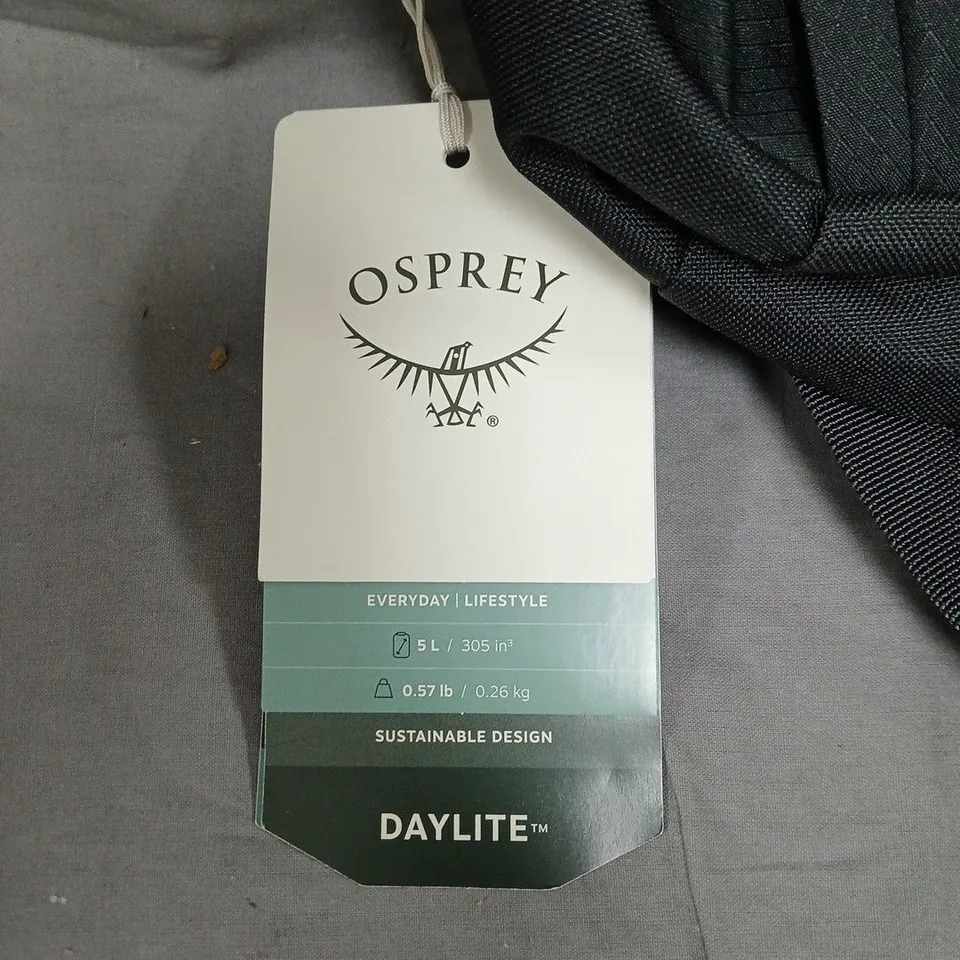 OSPREY
®
EVERYDAY | LIFESTYLE
5 L / 305 in³
0.57 lb / 0.26 kg
SUSTAINABLE DESIGN
DAYLITE™